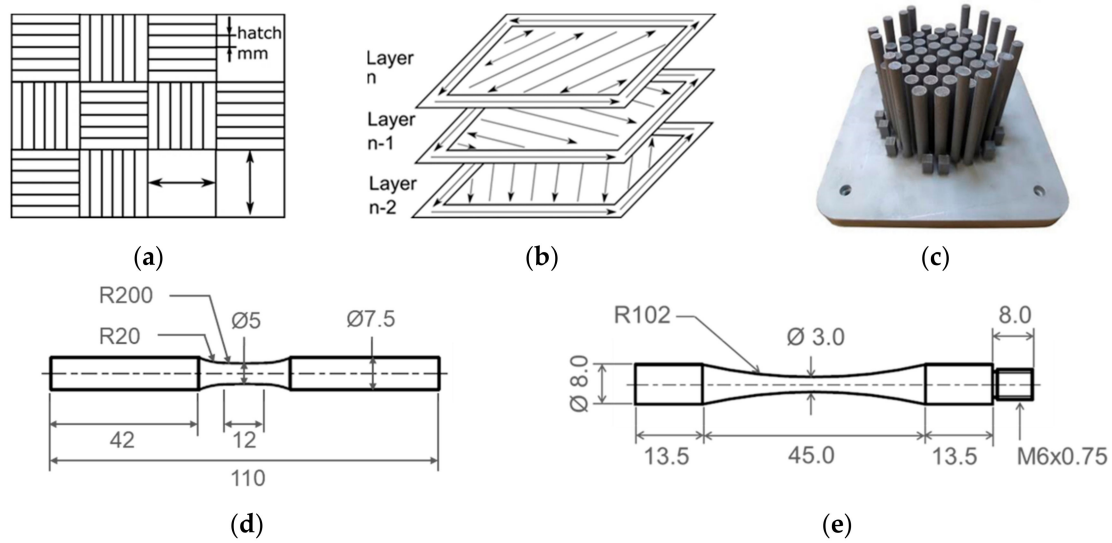 hatch
mm
Layer
n
Layer
n-1
Layer
n-2
(a)
(b)
(c)
R200
R20
Ø5
Ø7.5
42
12
110
(d)
R102
Ø 3.0
8.0
Ø 8.0
13.5
45.0
13.5
M6x0.75
(e)